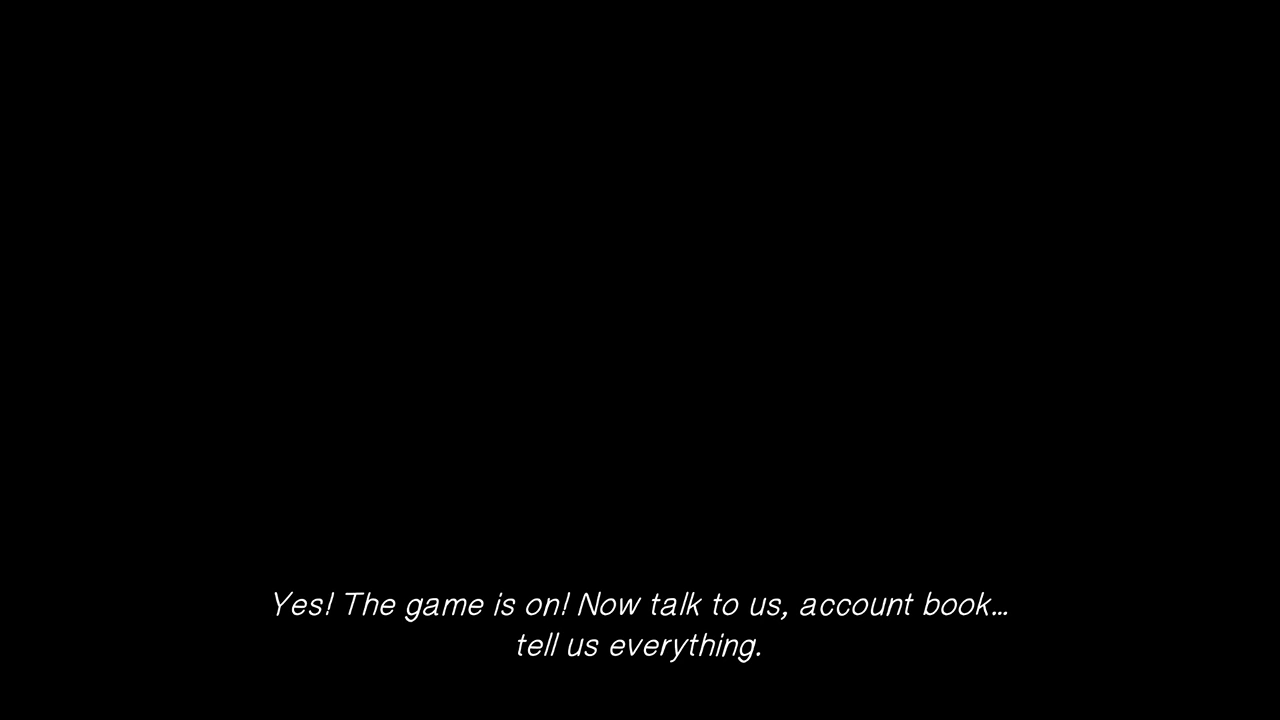 Yes! The game is on! Now talk to us, account book...
tell us everything.